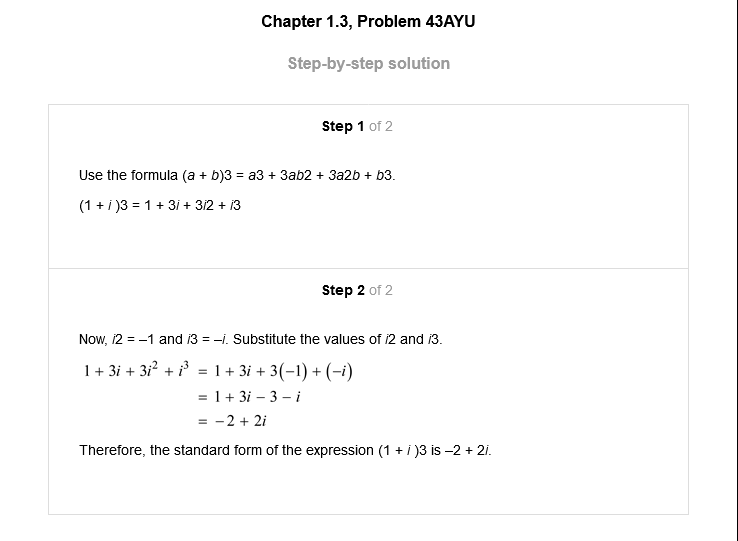 Chapter 1.3, Problem 43AYU
Step-by-step solution
Step 1 of 2
Use the formula (a + b)3 = a3 + 3ab2 + 3a2b + b3.
(1 + i )3 = 1 + 3i + 3i2 + i3
Step 2 of 2
Now, i2 = –1 and i3 = –i. Substitute the values of i2 and i3.
1 + 3i + 3i² + i³ = 1 + 3i + 3(−1) + (−i)
= 1 + 3i − 3 − i
= −2 + 2i
Therefore, the standard form of the expression (1 + i )3 is –2 + 2i.